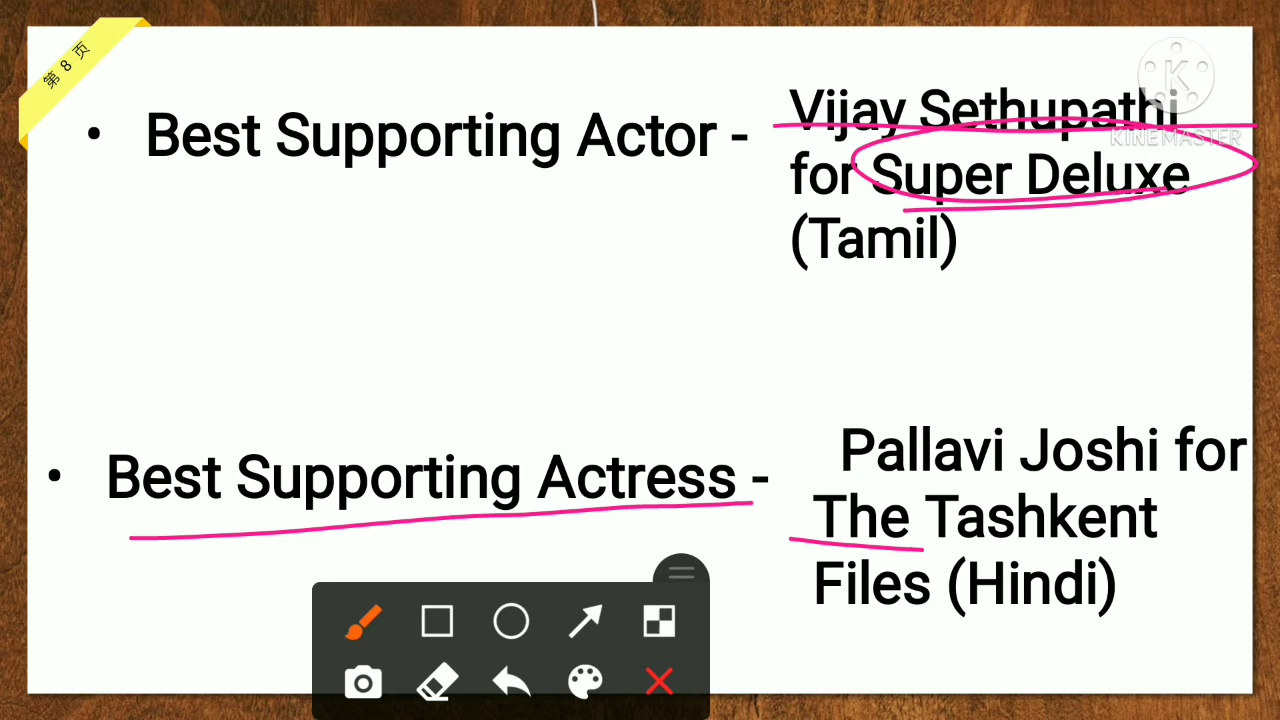 第 8 页
• Best Supporting Actor -
Vijay Sethupathi
for Super Deluxe
(Tamil)
KINEMASTER
• Best Supporting Actress -
Pallavi Joshi for
The Tashkent
Files (Hindi)